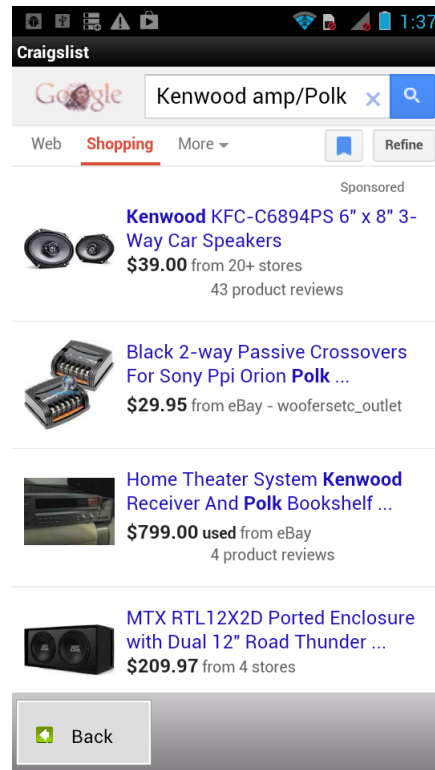 1:37
Craigslist
Google
Kenwood amp/Polk
Web Shopping More Refine
Sponsored
Kenwood KFC-C6894PS 6" x 8" 3-
Way Car Speakers
$39.00 from 20+ stores
43 product reviews
Black 2-way Passive Crossovers
For Sony Ppi Orion Polk ...
$29.95 from eBay - woofersetc_outlet
Home Theater System Kenwood
Receiver And Polk Bookshelf ...
$799.00 used from eBay
4 product reviews
MTX RTL12X2D Ported Enclosure
with Dual 12" Road Thunder ...
$209.97 from 4 stores
Back